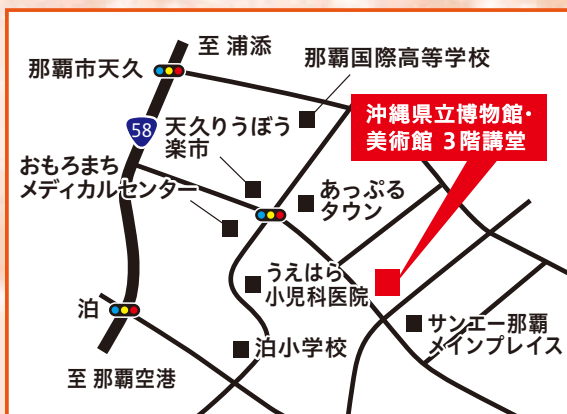 至 浦添
那覇市天久
那覇国際高等学校
沖縄県立博物館・
美術館 3階講堂
58
天久りうぼう
楽市
おもろまち
メディカルセンター
あっぷる
タウン
うえはら
小児科医院
泊
サンエー那覇
メインプレイス
泊小学校
至 那覇空港